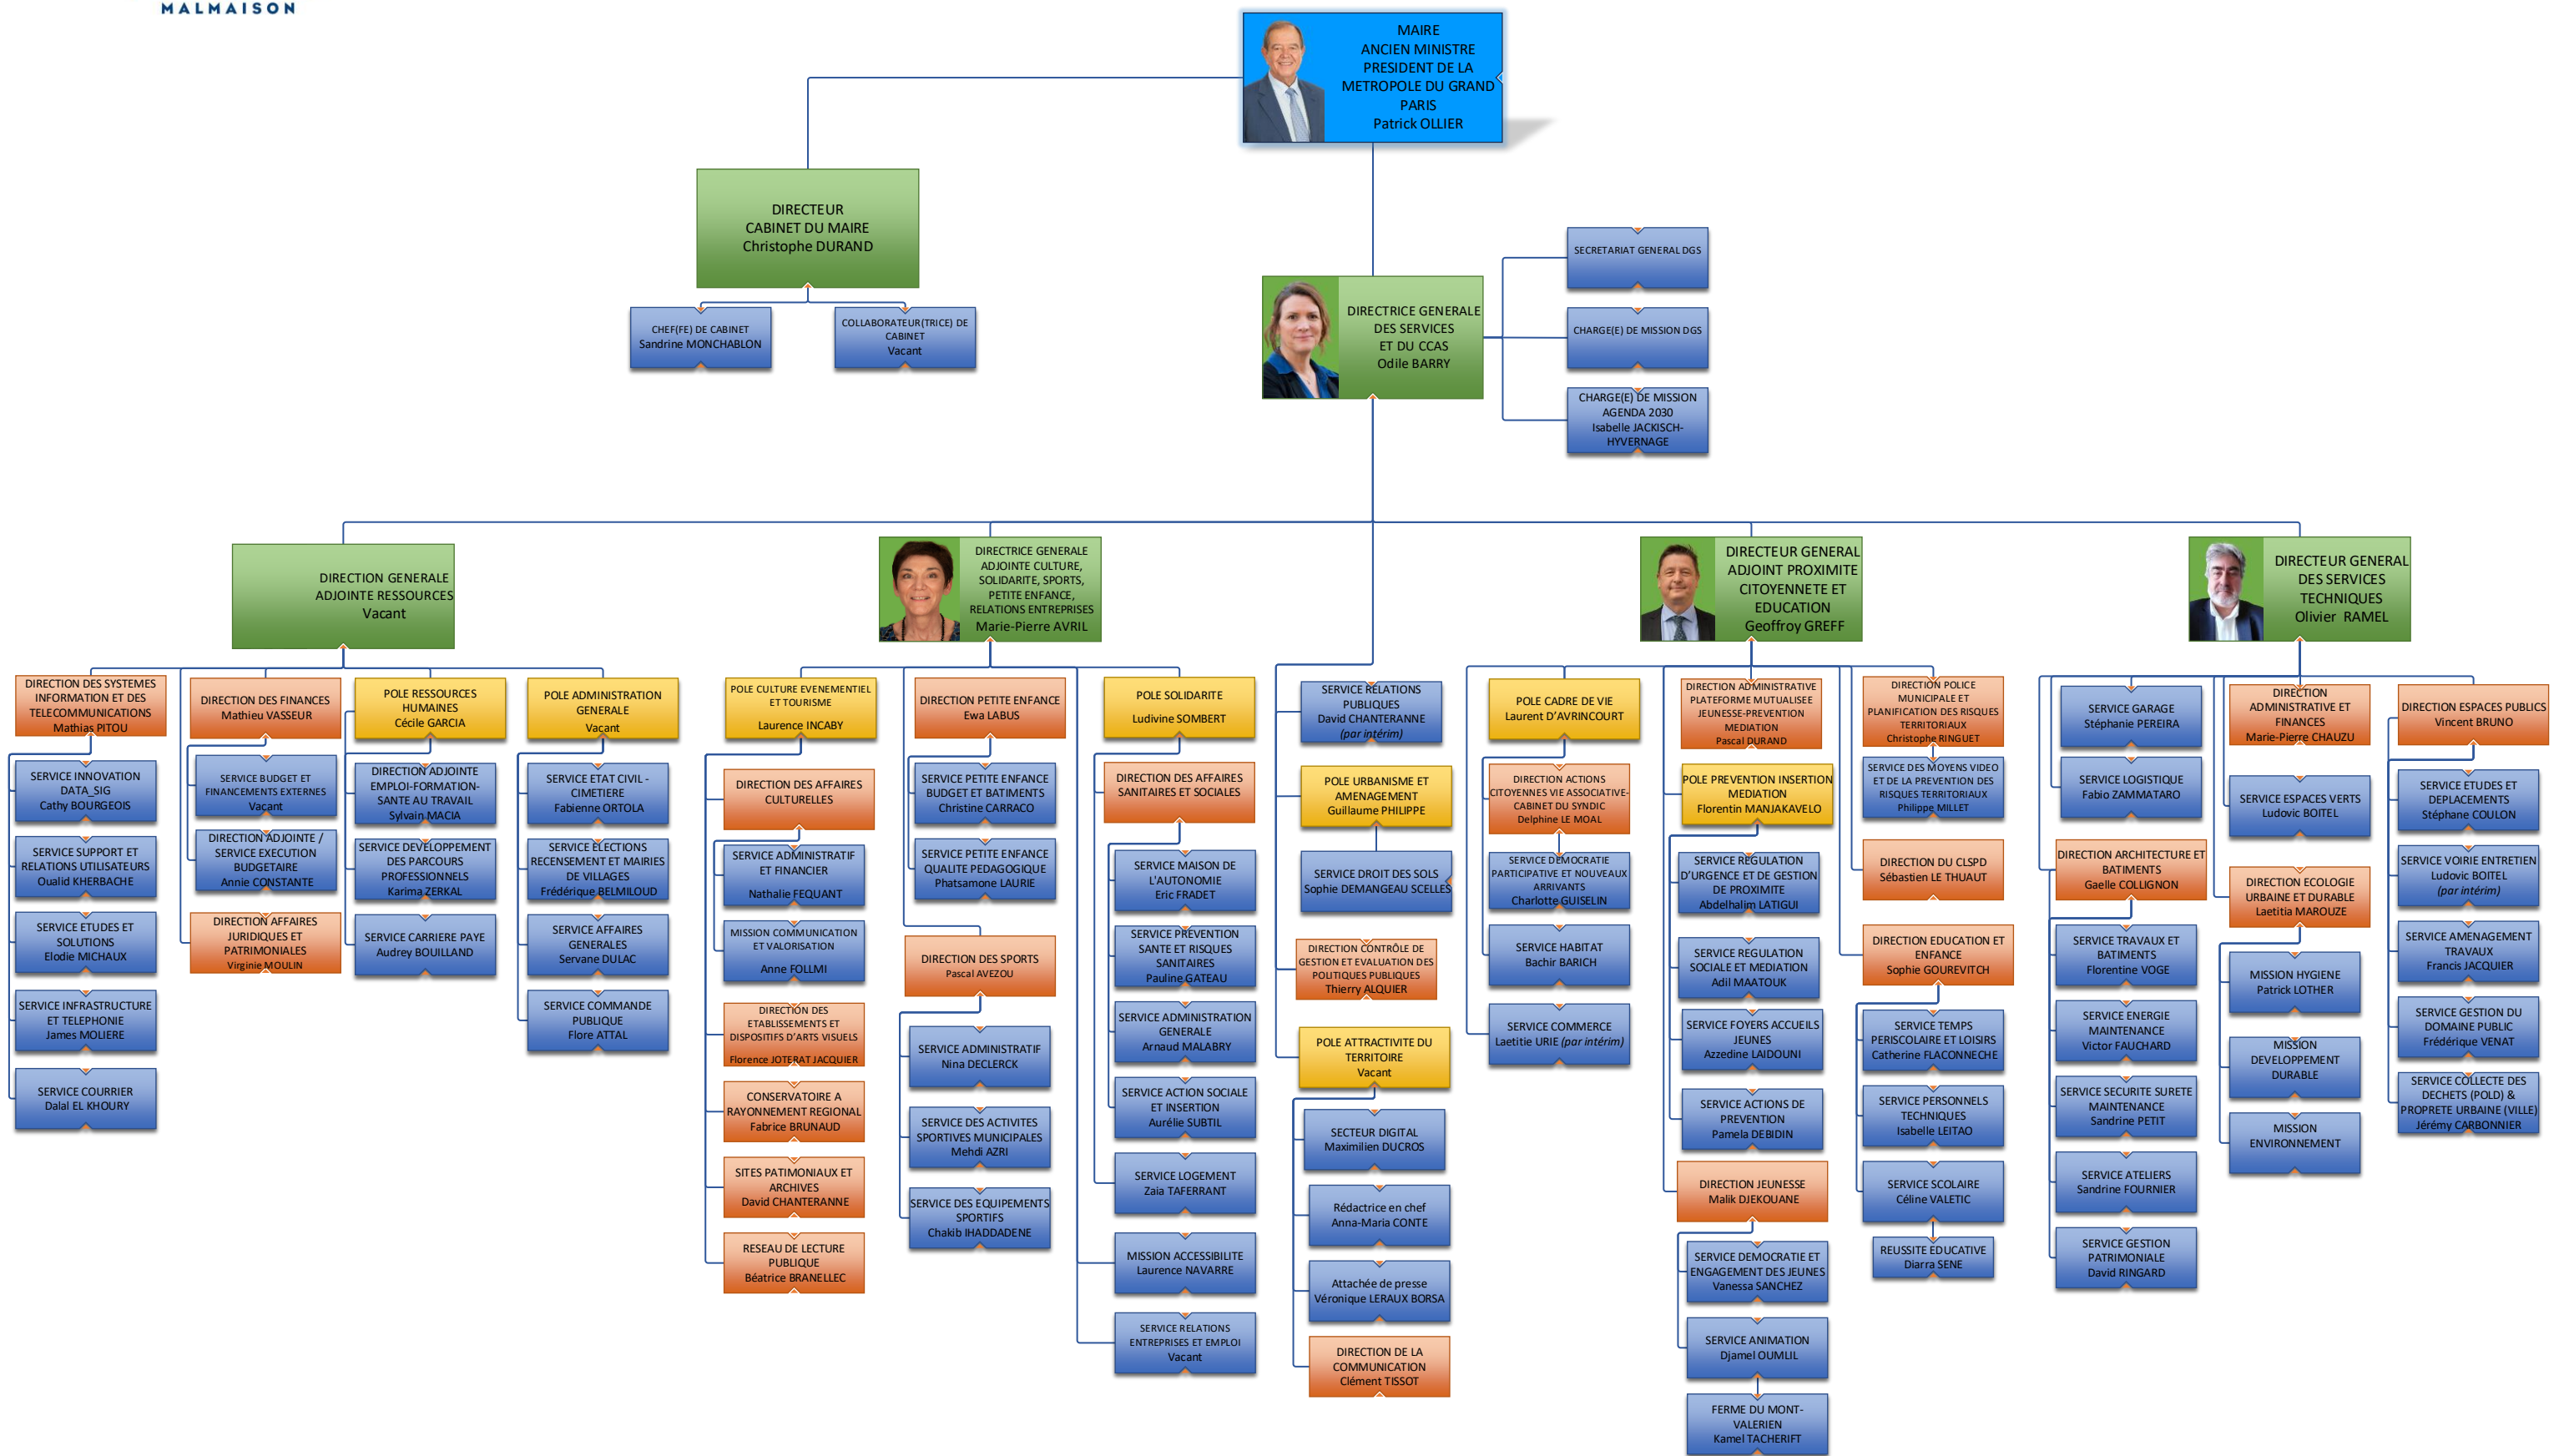 MALMAISON
MAIRE
ANCIEN MINISTRE
PRESIDENT DE LA
METROPOLE DU GRAND
PARIS
Patrick OLLIER
DIRECTEUR
CABINET DU MAIRE
Christophe DURAND
CHEF(FE) DE CABINET
Sandrine MONCHABLON
COLLABORATEUR(TRICE) DE
CABINET
Vacant
DIRECTRICE GENERALE
DES SERVICES
ET DU CCAS
Odile BARRY
SECRETARIAT GENERAL DGS
CHARGE(E) DE MISSION DGS
CHARGE(E) DE MISSION
AGENDA 2030
Isabelle JACKISCH-
HYVERNAGE
DIRECTION GENERALE
ADJOINTE RESSOURCES
Vacant
DIRECTION DES SYSTEMES
INFORMATION ET DES
TELECOMMUNICATIONS
Mathias PITOU
SERVICE INNOVATION
DATA_SIG
Cathy BOURGEOIS
SERVICE SUPPORT ET
RELATIONS UTILISATEURS
Oualid KHERBACHE
SERVICE ETUDES ET
SOLUTIONS
Elodie MICHAUX
SERVICE INFRASTRUCTURE
ET TELEPHONIE
James MOLIERE
SERVICE COURRIER
Dalal EL KHOURY
DIRECTION DES FINANCES
Mathieu VASSEUR
SERVICE BUDGET ET
FINANCEMENTS EXTERNES
Vacant
DIRECTION ADJOINTE /
SERVICE EXECUTION
BUDGETAIRE
Annie CONSTANTE
DIRECTION AFFAIRES
JURIDIQUES ET
PATRIMONIALES
Virginie MOULIN
POLE RESSOURCES
HUMAINES
Cécile GARCIA
DIRECTION ADJOINTE
EMPLOI-FORMATION-
SANTE AU TRAVAIL
Sylvain MACIA
SERVICE DEVELOPPEMENT
DES PARCOURS
PROFESSIONNELS
Karima ZERKAL
SERVICE CARRIERE PAYE
Audrey BOUILLAND
POLE ADMINISTRATION
GENERALE
Vacant
SERVICE ETAT CIVIL -
CIMETIERE
Fabienne ORTOLA
SERVICE ELECTIONS
RECENSEMENT ET MAIRIES
DE VILLAGES
Frédérique BELMILOUD
SERVICE AFFAIRES
GENERALES
Servane DULAC
SERVICE COMMANDE
PUBLIQUE
Flore ATTAL
DIRECTRICE GENERALE
ADJOINTE CULTURE,
SOLIDARITE, SPORTS,
PETITE ENFANCE,
RELATIONS ENTREPRISES
Marie-Pierre AVRIL
POLE CULTURE EVENEMENTIEL
ET TOURISME
Laurence INCABY
DIRECTION DES AFFAIRES
CULTURELLES
SERVICE ADMINISTRATIF
ET FINANCIER
Nathalie FEQUANT
MISSION COMMUNICATION
ET VALORISATION
Anne FOLLMI
DIRECTION DES
ETABLISSEMENTS ET
DISPOSITIFS D'ARTS VISUELS
Florence JOTERAT JACQUIER
CONSERVATOIRE A
RAYONNEMENT REGIONAL
Fabrice BRUNAUD
SITES PATIMONIAUX ET
ARCHIVES
David CHANTERANNE
RESEAU DE LECTURE
PUBLIQUE
Béatrice BRANELLEC
DIRECTION PETITE ENFANCE
Ewa LABUS
SERVICE PETITE ENFANCE
BUDGET ET BATIMENTS
Christine CARRACO
SERVICE PETITE ENFANCE
QUALITE PEDAGOGIQUE
Phatsamone LAURIE
DIRECTION DES SPORTS
Pascal AVEZOU
SERVICE ADMINISTRATIF
Nina DECLERCK
SERVICE DES ACTIVITES
SPORTIVES MUNICIPALES
Mehdi AZRI
SERVICE DES EQUIPEMENTS
SPORTIFS
Chakib IHADDADENE
POLE SOLIDARITE
Ludivine SOMBERT
DIRECTION DES AFFAIRES
SANITAIRES ET SOCIALES
SERVICE MAISON DE
L'AUTONOMIE
Eric FRADET
SERVICE PREVENTION
SANTE ET RISQUES
SANITAIRES
Pauline GATEAU
SERVICE ADMINISTRATION
GENERALE
Arnaud MALABRY
SERVICE ACTION SOCIALE
ET INSERTION
Aurélie SUBTIL
SERVICE LOGEMENT
Zaia TAFERRANT
MISSION ACCESSIBILITE
Laurence NAVARRE
SERVICE RELATIONS
ENTREPRISES ET EMPLOI
Vacant
SERVICE RELATIONS
PUBLIQUES
David CHANTERANNE
(par intérim)
POLE URBANISME ET
AMENAGEMENT
Guillaume PHILIPPE
SERVICE DROIT DES SOLS
Sophie DEMANGEAU SCELLES
DIRECTION CONTRÔLE DE
GESTION ET EVALUATION DES
POLITIQUES PUBLIQUES
Thierry ALQUIER
POLE ATTRACTIVITE DU
TERRITOIRE
Vacant
SECTEUR DIGITAL
Maximilien DUCROS
Rédactrice en chef
Anna-Maria CONTE
Attachée de presse
Véronique LERAUX BORSA
DIRECTION DE LA
COMMUNICATION
Clément TISSOT
DIRECTEUR GENERAL
ADJOINT PROXIMITE
CITOYENNETE ET
EDUCATION
Geoffroy GREFF
POLE CADRE DE VIE
Laurent D'AVRINCOURT
DIRECTION ACTIONS
CITOYENNES VIE ASSOCIATIVE-
CABINET DU SYNDIC
Delphine LE MOAL
SERVICE DEMOCRATIE
PARTICIPATIVE ET NOUVEAUX
ARRIVANTS
Charlotte GUISELIN
SERVICE HABITAT
Bachir BARICH
SERVICE COMMERCE
Laetitie URIE (par intérim)
DIRECTION ADMINISTRATIVE
PLATEFORME MUTUALISEE
JEUNESSE-PREVENTION
MEDIATION
Pascal DURAND
POLE PREVENTION INSERTION
MEDIATION
Florentin MANJAKAVELO
SERVICE REGULATION
D'URGENCE ET DE GESTION
DE PROXIMITE
Abdelhalim LATIGUI
SERVICE REGULATION
SOCIALE ET MEDIATION
Adil MAATOUK
SERVICE FOYERS ACCUEILS
JEUNES
Azzedine LAIDOUNI
SERVICE ACTIONS DE
PREVENTION
Pamela DEBIDIN
DIRECTION JEUNESSE
Malik DJEKOUANE
SERVICE DEMOCRATIE ET
ENGAGEMENT DES JEUNES
Vanessa SANCHEZ
SERVICE ANIMATION
Djamel OUMLIL
FERME DU MONT-
VALERIEN
Kamel TACHERIFT
DIRECTION POLICE
MUNICIPALE ET
PLANIFICATION DES RISQUES
TERRITORIAUX
Christophe RINGUET
SERVICE DES MOYENS VIDEO
ET DE LA PREVENTION DES
RISQUES TERRITORIAUX
Philippe MILLET
DIRECTION DU CLSPD
Sébastien LE THUAUT
DIRECTION EDUCATION ET
ENFANCE
Sophie GOUREVITCH
SERVICE TEMPS
PERISCOLAIRE ET LOISIRS
Catherine FLACONNECHE
SERVICE PERSONNELS
TECHNIQUES
Isabelle LEITAO
SERVICE SCOLAIRE
Céline VALETIC
REUSSITE EDUCATIVE
Diarra SENE
DIRECTEUR GENERAL
DES SERVICES
TECHNIQUES
Olivier RAMEL
SERVICE GARAGE
Stéphanie PEREIRA
SERVICE LOGISTIQUE
Fabio ZAMMATARO
DIRECTION ARCHITECTURE ET
BATIMENTS
Gaelle COLLIGNON
SERVICE TRAVAUX ET
BATIMENTS
Florentine VOGE
SERVICE ENERGIE
MAINTENANCE
Victor FAUCHARD
SERVICE SECURITE SURETE
MAINTENANCE
Sandrine PETIT
SERVICE ATELIERS
Sandrine FOURNIER
SERVICE GESTION
PATRIMONIALE
David RINGARD
DIRECTION
ADMINISTRATIVE ET
FINANCES
Marie-Pierre CHAUZU
SERVICE ESPACES VERTS
Ludovic BOITEL
DIRECTION ECOLOGIE
URBAINE ET DURABLE
Laetitia MAROUZE
MISSION HYGIENE
Patrick LOTHER
MISSION
DEVELOPPEMENT
DURABLE
MISSION
ENVIRONNEMENT
DIRECTION ESPACES PUBLICS
Vincent BRUNO
SERVICE ETUDES ET
DEPLACEMENTS
Stéphane COULON
SERVICE VOIRIE ENTRETIEN
Ludovic BOITEL
(par intérim)
SERVICE AMENAGEMENT
TRAVAUX
Francis JACQUIER
SERVICE GESTION DU
DOMAINE PUBLIC
Frédérique VENAT
SERVICE COLLECTE DES
DECHETS (POLD) &
PROPRETE URBAINE (VILLE)
Jérémy CARBONNIER